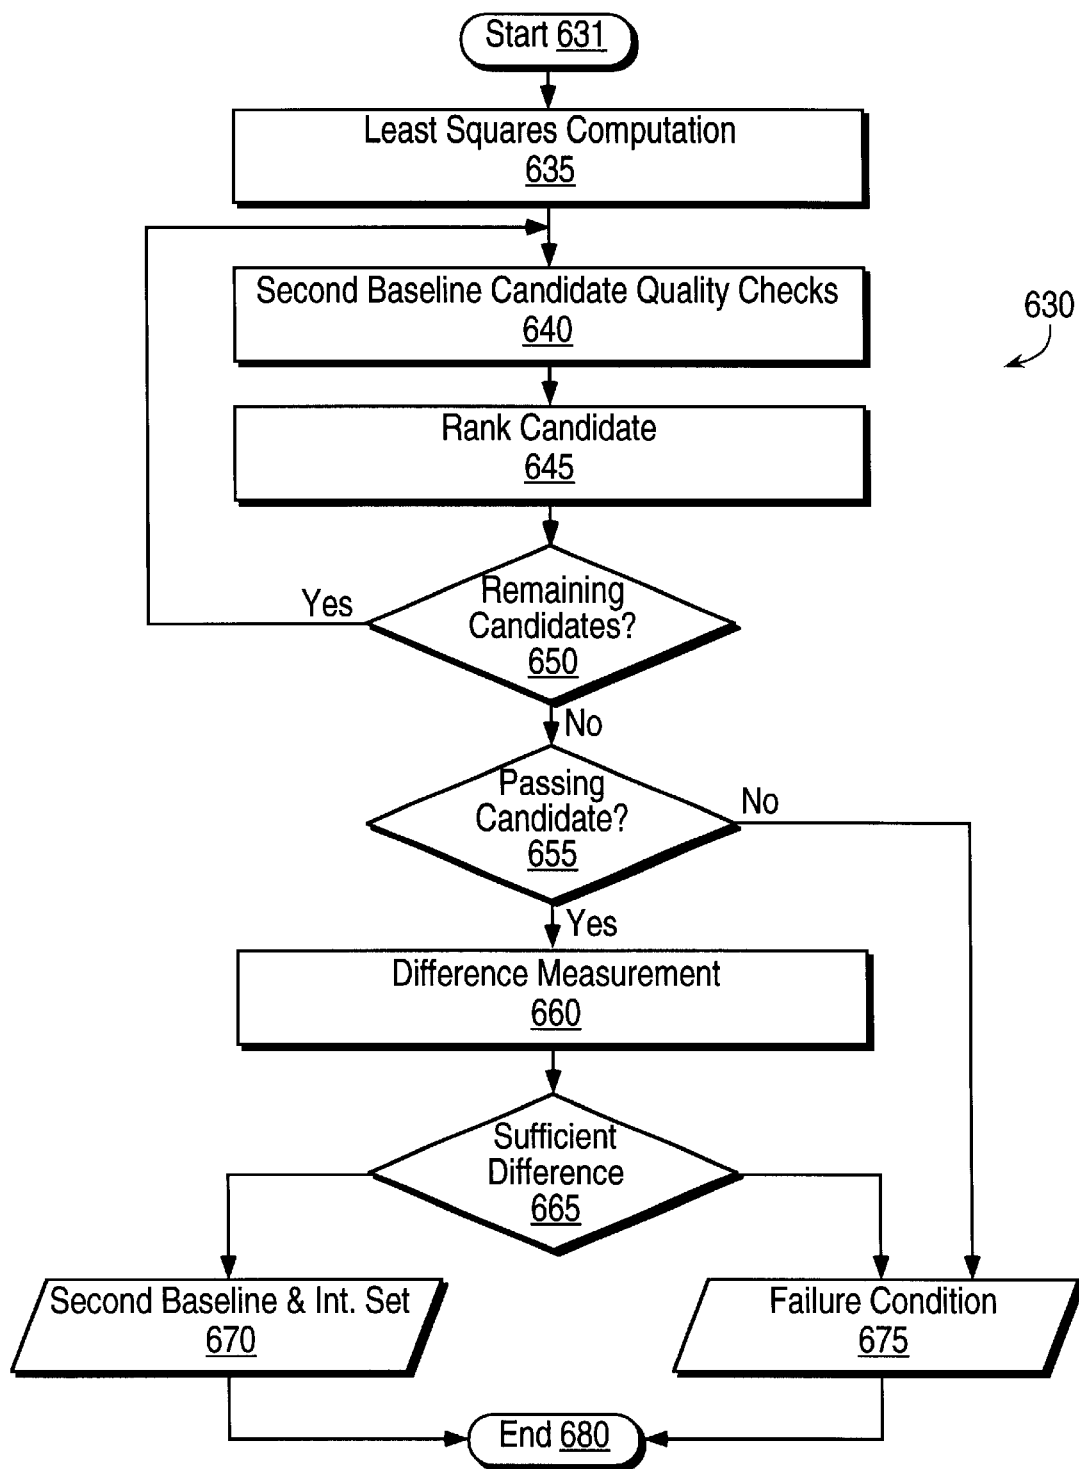 Start 631
Least Squares Computation
635
Second Baseline Candidate Quality Checks
640
630
Rank Candidate
645
Remaining
Candidates?
650
Yes
No
Passing
Candidate?
655
No
Yes
Difference Measurement
660
Sufficient
Difference
665
Second Baseline & Int. Set
670
Failure Condition
675
End 680